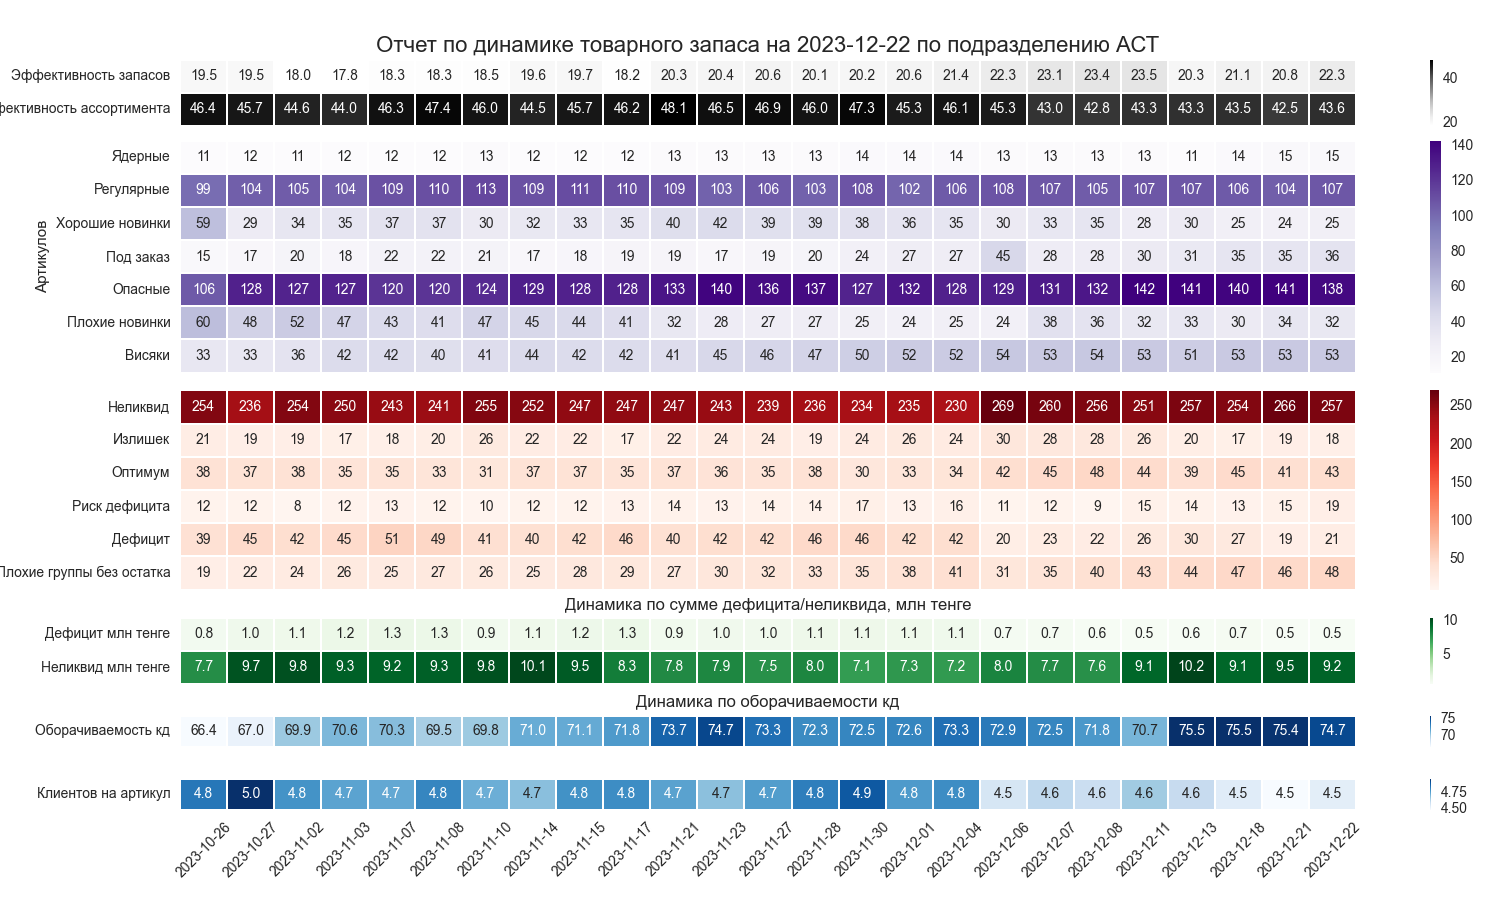 Отчет по динамике товарного запаса на 2023-12-22 по подразделению АСТ
Эффективность запасов 19.5 19.5 18.0 17.8 18.3 18.3 18.5 19.6 19.7 18.2 20.3 20.4 20.6 20.1 20.2 20.6 21.4 22.3 23.1 23.4 23.5 20.3 21.1 20.8 22.3
фективность ассортимента 46.4 45.7 44.6 44.0 46.3 47.4 46.0 44.5 45.7 46.2 48.1 46.5 46.9 46.0 47.3 45.3 46.1 45.3 43.0 42.8 43.3 43.3 43.5 42.5 43.6
40
20
Артикулов
Ядерные 11 12 11 12 12 12 13 12 12 12 13 13 13 13 14 14 14 13 13 13 13 11 14 15 15
Регулярные 99 104 105 104 109 110 113 109 111 110 109 103 106 103 108 102 106 108 107 105 107 107 106 104 107
Хорошие новинки 59 29 34 35 37 37 30 32 33 35 40 42 39 39 38 36 35 30 33 35 28 30 25 24 25
Под заказ 15 17 20 18 22 22 21 17 18 19 19 17 19 20 24 27 27 45 28 28 30 31 35 35 36
Опасные 106 128 127 127 120 120 124 129 128 128 133 140 136 137 127 132 128 129 131 132 142 141 140 141 138
Плохие новинки 60 48 52 47 43 41 47 45 44 41 32 28 27 27 25 24 25 24 38 36 32 33 30 34 32
Висяки 33 33 36 42 42 40 41 44 42 42 41 45 46 47 50 52 52 54 53 54 53 51 53 53 53
140
120
100
80
60
40
20
Неликвид 254 236 254 250 243 241 255 252 247 247 247 243 239 236 234 235 230 269 260 256 251 257 254 266 257
Излишек 21 19 19 17 18 20 26 22 22 17 22 24 24 19 24 26 24 30 28 28 26 20 17 19 18
Оптимум 38 37 38 35 35 33 31 37 37 35 37 36 35 38 30 33 34 42 45 48 44 39 45 41 43
Риск дефицита 12 12 8 12 13 12 10 12 12 13 14 13 14 14 17 13 16 11 12 9 15 14 13 15 19
Дефицит 39 45 42 45 51 49 41 40 42 46 40 42 42 46 46 42 42 20 23 22 26 30 27 19 21
Плохие группы без остатка 19 22 24 26 25 27 26 25 28 29 27 30 32 33 35 38 41 31 35 40 43 44 47 46 48
250
200
150
100
50
Динамика по сумме дефицита/неликвида, млн тенге
Дефицит млн тенге 0.8 1.0 1.1 1.2 1.3 1.3 0.9 1.1 1.2 1.3 0.9 1.0 1.0 1.1 1.1 1.1 1.1 0.7 0.7 0.6 0.5 0.6 0.7 0.5 0.5
Неликвид млн тенге 7.7 9.7 9.8 9.3 9.2 9.3 9.8 10.1 9.5 8.3 7.8 7.9 7.5 8.0 7.1 7.3 7.2 8.0 7.7 7.6 9.1 10.2 9.1 9.5 9.2
10
5
Динамика по оборачиваемости кд
Оборачиваемость кд 66.4 67.0 69.9 70.6 70.3 69.5 69.8 71.0 71.1 71.8 73.7 74.7 73.3 72.3 72.5 72.6 73.3 72.9 72.5 71.8 70.7 75.5 75.5 75.4 74.7
75
70
Клиентов на артикул 4.8 5.0 4.8 4.7 4.7 4.8 4.7 4.7 4.8 4.8 4.7 4.7 4.7 4.8 4.9 4.8 4.8 4.5 4.6 4.6 4.6 4.6 4.5 4.5 4.5
4.75
4.50
2023-10-26 2023-10-27 2023-11-02 2023-11-03 2023-11-07 2023-11-08 2023-11-10 2023-11-14 2023-11-15 2023-11-17 2023-11-21 2023-11-23 2023-11-27 2023-11-28 2023-11-30 2023-12-01 2023-12-04 2023-12-06 2023-12-07 2023-12-08 2023-12-11 2023-12-13 2023-12-18 2023-12-21 2023-12-22